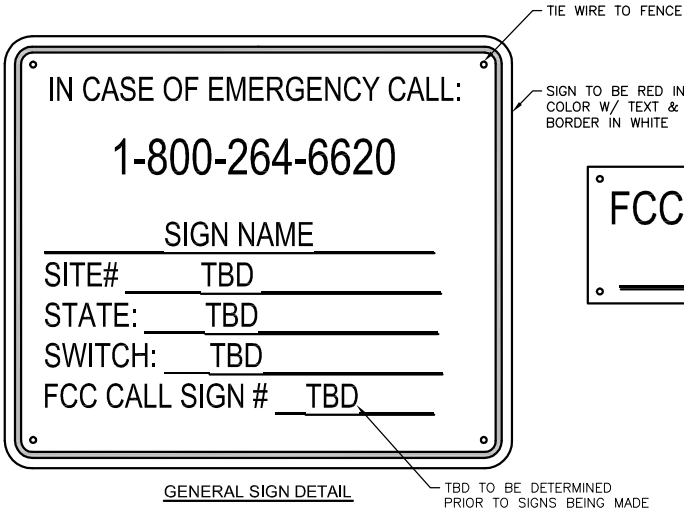 TIE WIRE TO FENCE
IN CASE OF EMERGENCY CALL:
SIGN TO BE RED IN
COLOR W/ TEXT &
BORDER IN WHITE
1-800-264-6620
FCC
SIGN NAME
SITE# TBD
STATE: TBD
SWITCH: TBD
FCC CALL SIGN # TBD
GENERAL SIGN DETAIL
TBD TO BE DETERMINED
PRIOR TO SIGNS BEING MADE